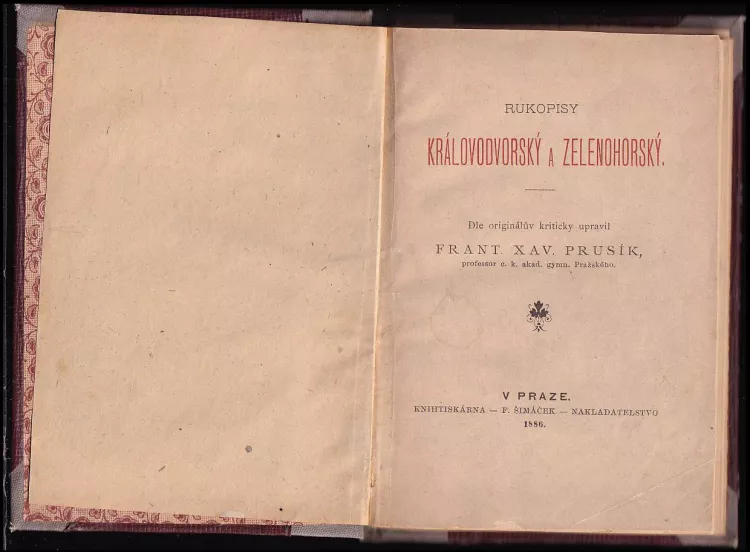 RUKOPISY
KRÁLOVODVORSKÝ A ZELENOHORSKÝ.
Dle originálův kriticky upravil
FRANT. XAV. PRUSÍK,
professor c. k. akad. gymn. Pražského.
V PRAZE.
KNIHTISKÁRNA — F. ŠIMÁČEK — NAKLADATELSTVO
1886.